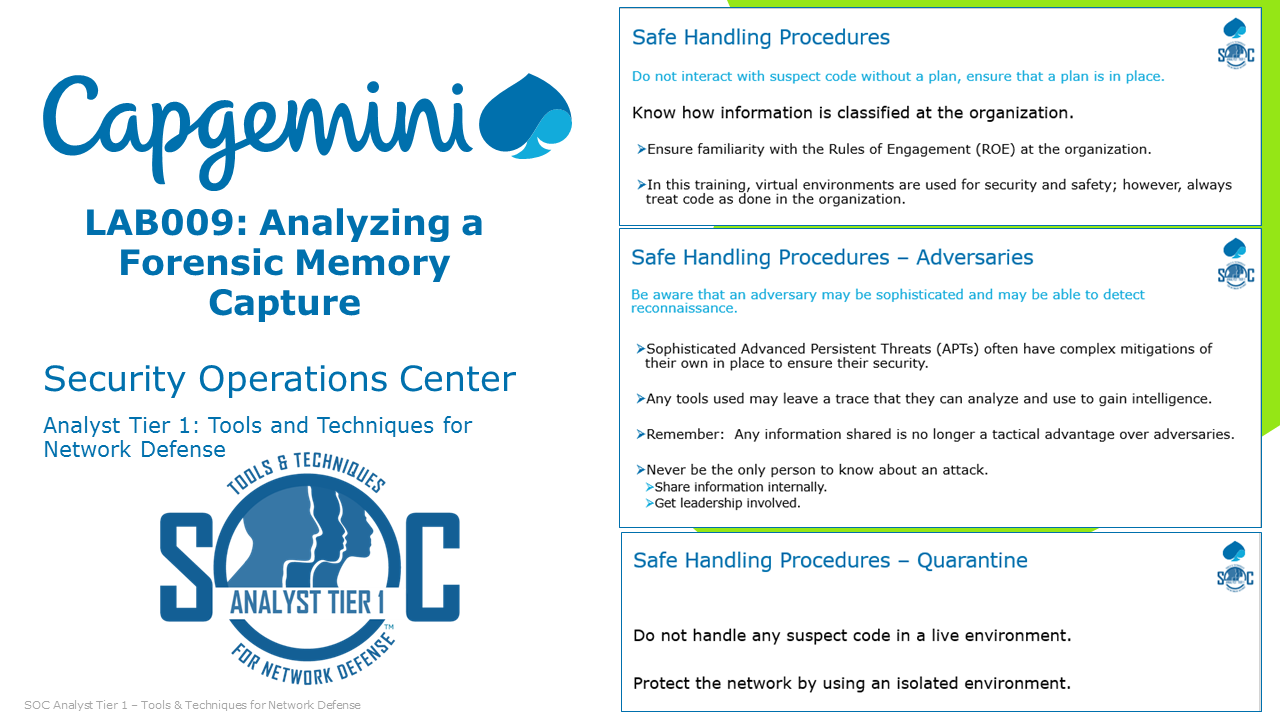 Capgemini
LAB009: Analyzing a
Forensic Memory
Capture
Security Operations Center
Analyst Tier 1: Tools and Techniques for
Network Defense
TOOLS & TECHNIQUES
SOC
ANALYST TIER 1
FOR NETWORK DEFENSE™
SOC Analyst Tier 1 – Tools & Techniques for Network Defense
Safe Handling Procedures
Do not interact with suspect code without a plan, ensure that a plan is in place.
Know how information is classified at the organization.
➢Ensure familiarity with the Rules of Engagement (ROE) at the organization.
➢In this training, virtual environments are used for security and safety; however, always
treat code as done in the organization.
Safe Handling Procedures – Adversaries
Be aware that an adversary may be sophisticated and may be able to detect
reconnaissance.
➢Sophisticated Advanced Persistent Threats (APTs) often have complex mitigations of
their own in place to ensure their security.
➢Any tools used may leave a trace that they can analyze and use to gain intelligence.
➢Remember:  Any information shared is no longer a tactical advantage over adversaries.
➢Never be the only person to know about an attack.
➢Share information internally.
➢Get leadership involved.
Safe Handling Procedures – Quarantine
Do not handle any suspect code in a live environment.
Protect the network by using an isolated environment.